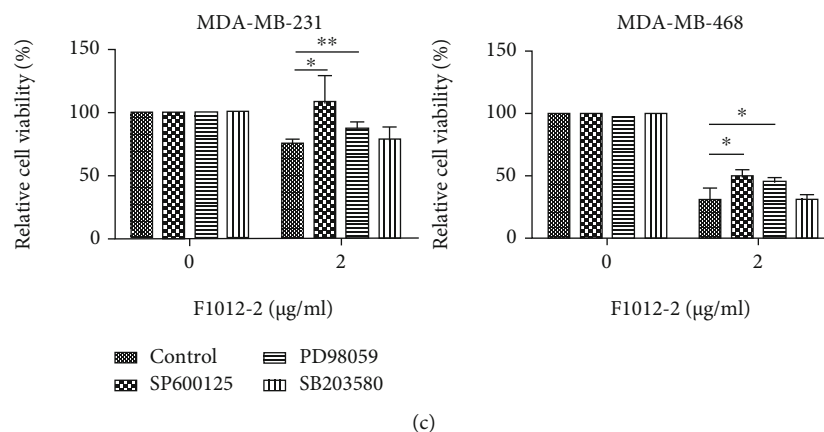 MDA-MB-231
Relative cell viability (%)
150
100
50
0
**
*
0
2
F1012-2 (μg/ml)
MDA-MB-468
Relative cell viability (%)
150
100
50
0
*
*
0
2
F1012-2 (μg/ml)
Control
PD98059
SP600125
SB203580
(c)